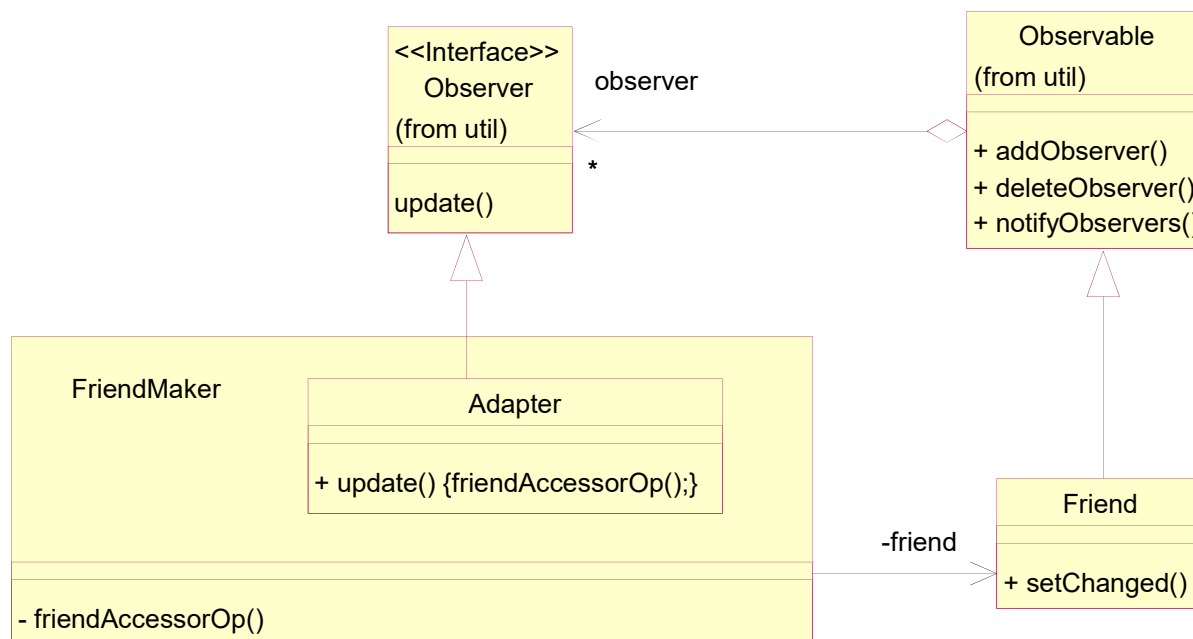 <<Interface>>
Observer
(from util)
update()
observer
*
Observable
(from util)
+ addObserver()
+ deleteObserver()
+ notifyObservers()
FriendMaker
Adapter
+ update() {friendAccessorOp();}
- friendAccessorOp()
-friend
Friend
+ setChanged()